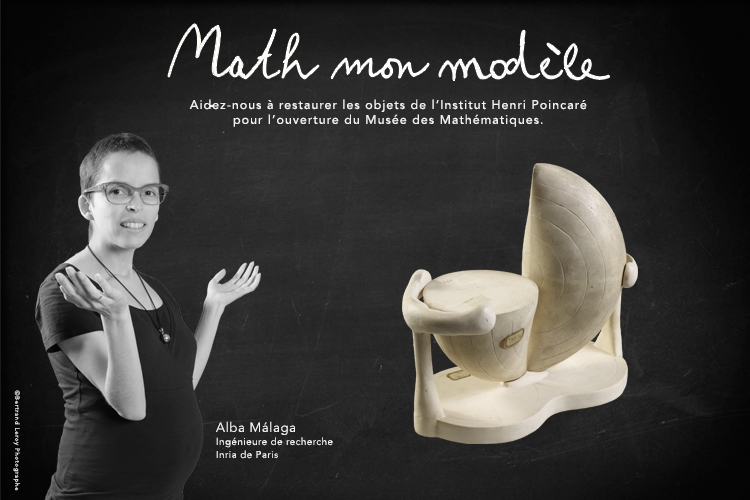 Math mon modèle
Aidez-nous à restaurer les objets de l'Institut Henri Poincaré
pour l'ouverture du Musée des Mathématiques.
Alba Málaga
Ingénieure de recherche
Inria de Paris
©Bertrand Leroy Photographe